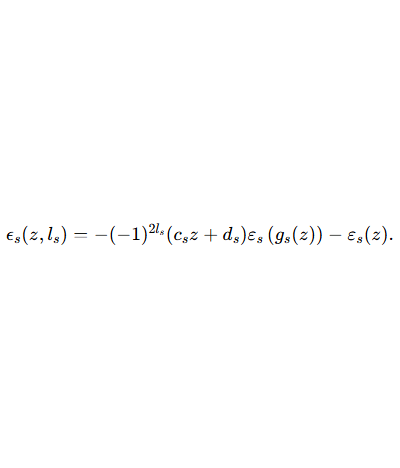 ϵ_s(z, l_s) = −(−1)^{2l_s}(c_s z + d_s)ε_s (g_s(z)) − ε_s(z).